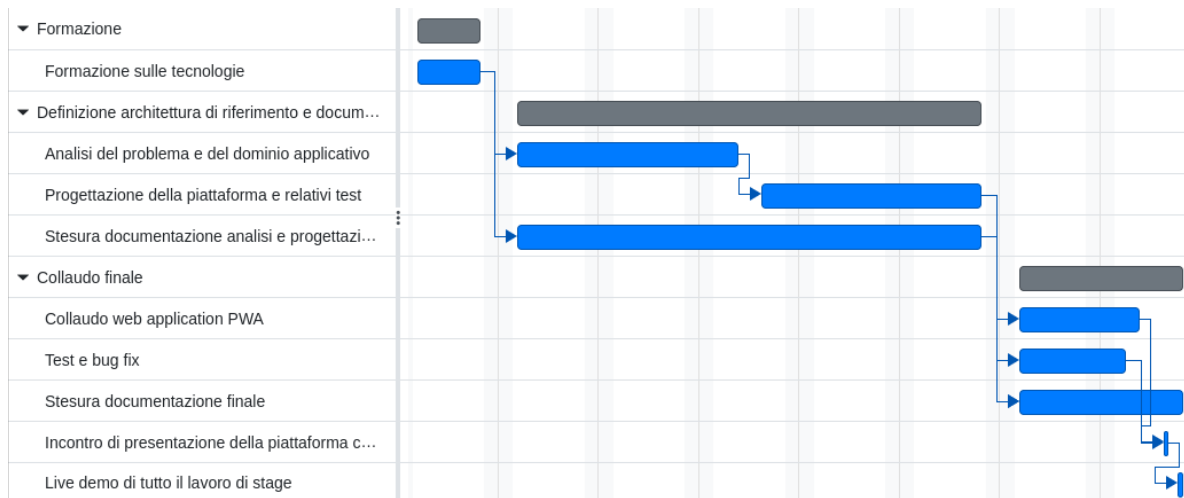 Formazione
Formazione sulle tecnologie
Definizione architettura di riferimento e docum...
Analisi del problema e del dominio applicativo
Progettazione della piattaforma e relativi test
Stesura documentazione analisi e progettazi...
Collaudo finale
Collaudo web application PWA
Test e bug fix
Stesura documentazione finale
Incontro di presentazione della piattaforma c...
Live demo di tutto il lavoro di stage